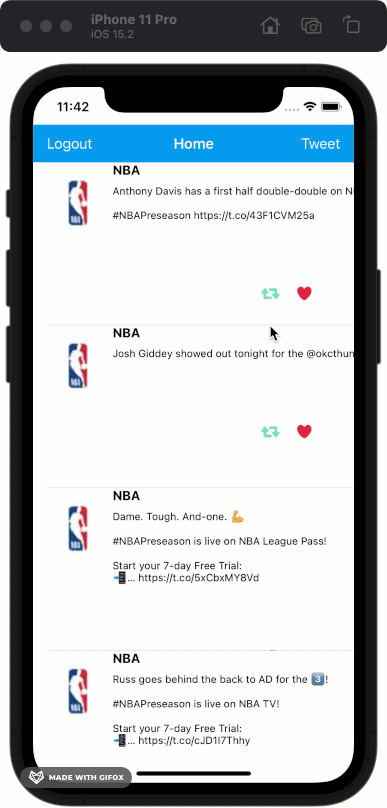 iPhone 11 Pro
iOS 15.2
11:42
Logout Home Tweet
NBA
Anthony Davis has a first half double-double on N
#NBAPreseason https://t.co/43F1CVM25a
NBA
NBA
Josh Giddey showed out tonight for the @okcthun
NBA
NBA
Dame. Tough. And-one. 💪
NBA
#NBAPreseason is live on NBA League Pass!
Start your 7-day Free Trial:
📲... https://t.co/5xCbxMY8Vd
NBA
Russ goes behind the back to AD for the 3️⃣!
NBA
#NBAPreseason is live on NBA TV!
Start your 7-day Free Trial:
📲... https://t.co/cJD1I7Thhy
MADE WITH GIFOX